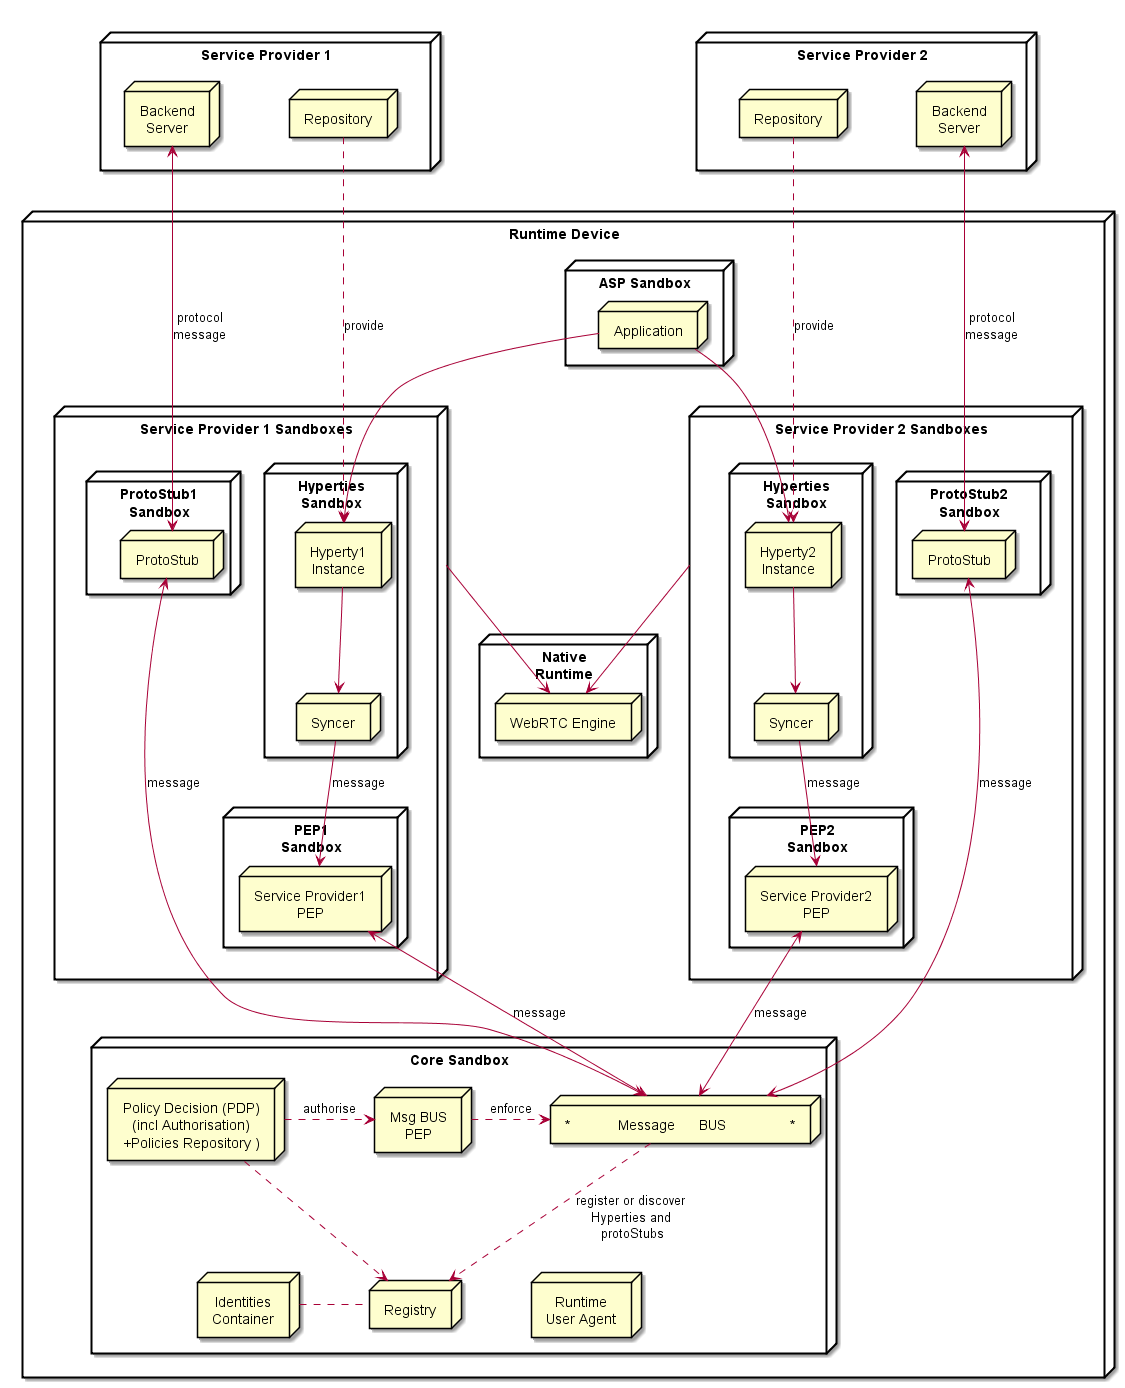 Service Provider 1
Backend
Server
Repository
Service Provider 2
Repository
Backend
Server
Runtime Device
ASP Sandbox
Application
protocol
message
provide
provide
protocol
message
Service Provider 1 Sandboxes
ProtoStub1
Sandbox
ProtoStub
Hyperties
Sandbox
Hyperty1
Instance
Syncer
message
message
PEP1
Sandbox
Service Provider1
PEP
Native
Runtime
WebRTC Engine
Service Provider 2 Sandboxes
Hyperties
Sandbox
Hyperty2
Instance
Syncer
ProtoStub2
Sandbox
ProtoStub
message
message
PEP2
Sandbox
Service Provider2
PEP
message
message
Core Sandbox
Policy Decision (PDP)
(incl Authorisation)
+Policies Repository )
authorise
Msg BUS
PEP
enforce
* Message BUS *
register or discover
Hyperties and
protoStubs
Identities
Container
Registry
Runtime
User Agent